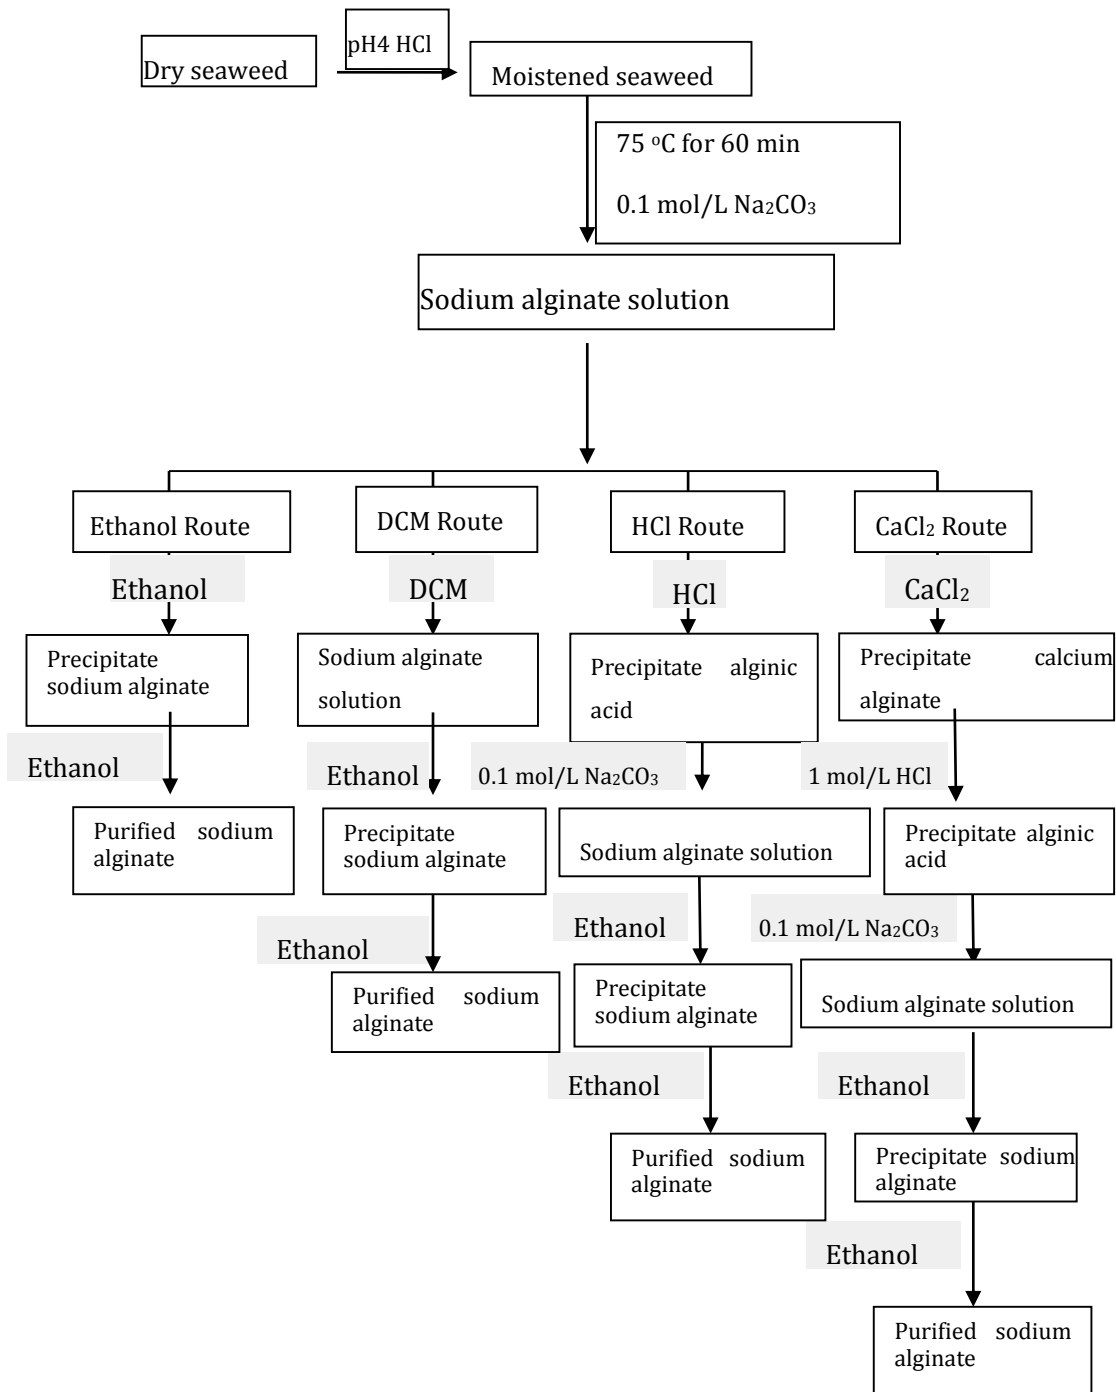 Dry seaweed
pH4 HCl
Moistened seaweed
75 °C for 60 min
0.1 mol/L Na₂CO₃
Sodium alginate solution
Ethanol Route
DCM Route
HCl Route
CaCl₂ Route
Ethanol
DCM
HCl
CaCl₂
Precipitate
sodium alginate
Sodium alginate
solution
Precipitate alginic
acid
Precipitate calcium
alginate
Ethanol
Ethanol
0.1 mol/L Na₂CO₃
1 mol/L HCl
Purified sodium
alginate
Precipitate
sodium alginate
Sodium alginate solution
Precipitate alginic
acid
Ethanol
Ethanol
0.1 mol/L Na₂CO₃
Purified sodium
alginate
Precipitate
sodium alginate
Sodium alginate solution
Ethanol
Ethanol
Purified sodium
alginate
Precipitate sodium
alginate
Ethanol
Purified sodium
alginate